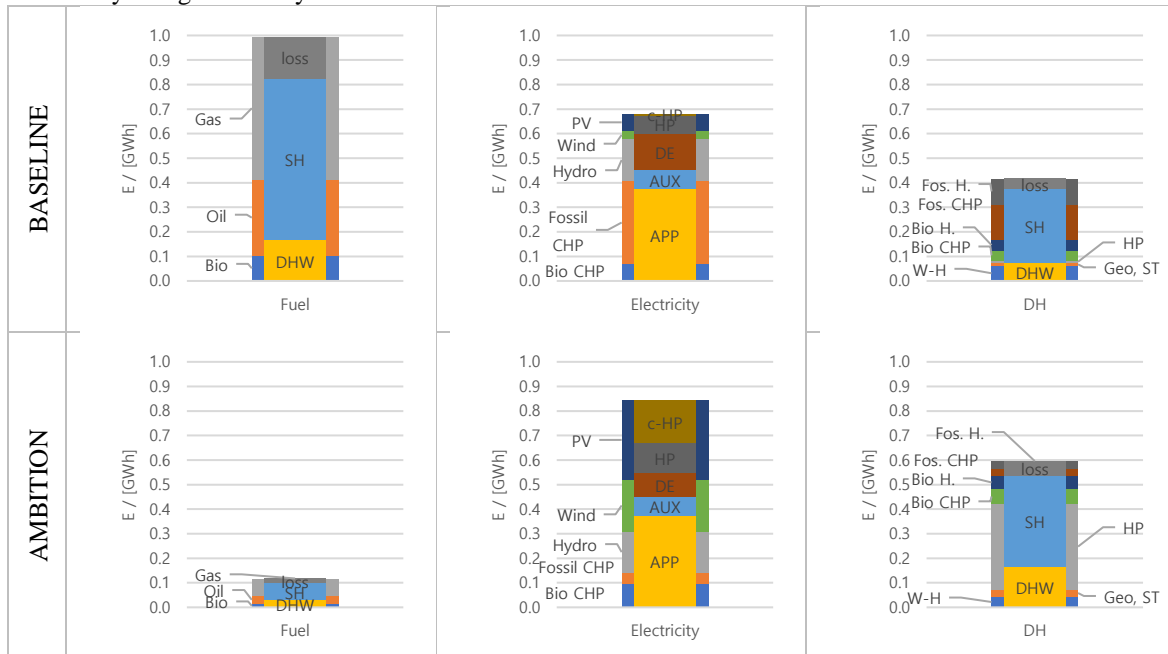 BASELINE
E / [GWh]
1.0
0.9
0.8
0.7
0.6
0.5
0.4
0.3
0.2
0.1
0.0
Gas
Oil
Bio
loss
SH
DHW
Fuel
E / [GWh]
1.0
0.9
0.8
0.7
0.6
0.5
0.4
0.3
0.2
0.1
0.0
PV
Wind
Hydro
Fossil
CHP
Bio CHP
c-HP
HP
DE
AUX
APP
Electricity
E / [GWh]
1.0
0.9
0.8
0.7
0.6
0.5
0.4
0.3
0.2
0.1
0.0
Fos. H.
Fos. CHP
Bio H.
Bio CHP
W-H
loss
SH
DHW
HP
Geo, ST
DH
AMBITION
E / [GWh]
1.0
0.9
0.8
0.7
0.6
0.5
0.4
0.3
0.2
0.1
0.0
Gas
Oil
Bio
loss
SH
DHW
Fuel
E / [GWh]
1.0
0.9
0.8
0.7
0.6
0.5
0.4
0.3
0.2
0.1
0.0
PV
Wind
Hydro
Fossil CHP
Bio CHP
c-HP
HP
DE
AUX
APP
Electricity
E / [GWh]
1.0
0.9
0.8
0.7
0.6
0.5
0.4
0.3
0.2
0.1
0.0
Fos. H.
Fos. CHP
Bio H.
Bio CHP
W-H
loss
SH
DHW
HP
Geo, ST
DH